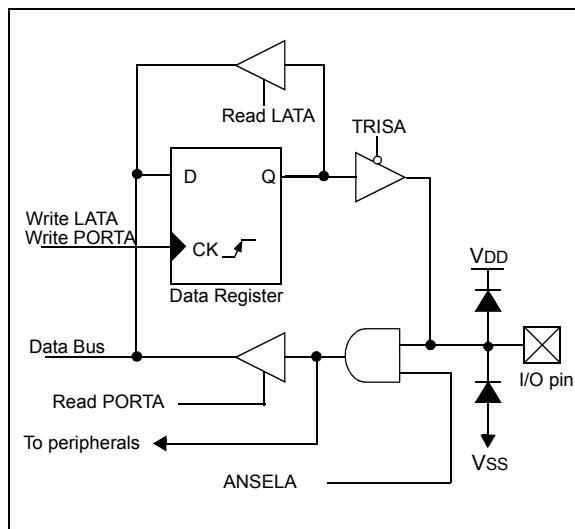 Read LATA
TRISA
D
Q
Write LATA
Write PORTA
CK
Data Register
VDD
Data Bus
I/O pin
Read PORTA
To peripherals
VSS
ANSELA